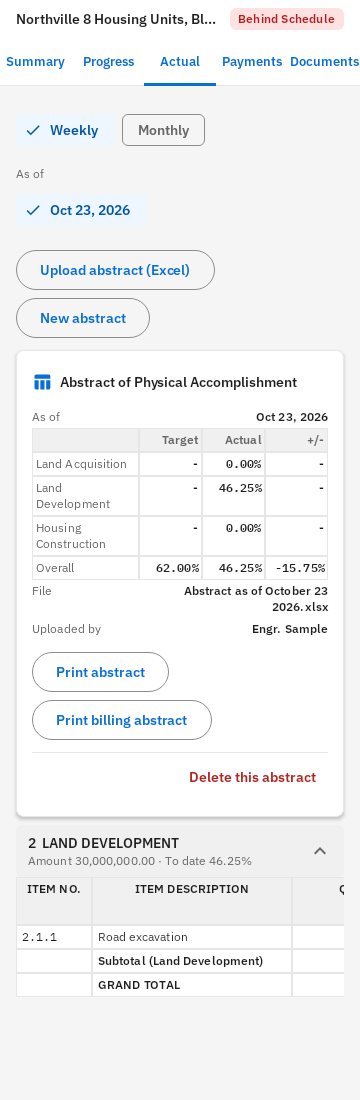 Northville 8 Housing Units, Bl...
Behind Schedule
Summary Progress Actual Payments Documents
Weekly Monthly
As of
Oct 23, 2026
Upload abstract (Excel)
New abstract
Abstract of Physical Accomplishment
As of Oct 23, 2026
Target Actual +/-
Land Acquisition - 0.00% -
Land Development - 46.25% -
Housing Construction - 0.00% -
Overall 62.00% 46.25% -15.75%
File Abstract as of October 23
2026.xlsx
Uploaded by Engr. Sample
Print abstract
Print billing abstract
Delete this abstract
2 LAND DEVELOPMENT
Amount 30,000,000.00 · To date 46.25%
ITEM NO. ITEM DESCRIPTION
2.1.1 Road excavation
Subtotal (Land Development)
GRAND TOTAL